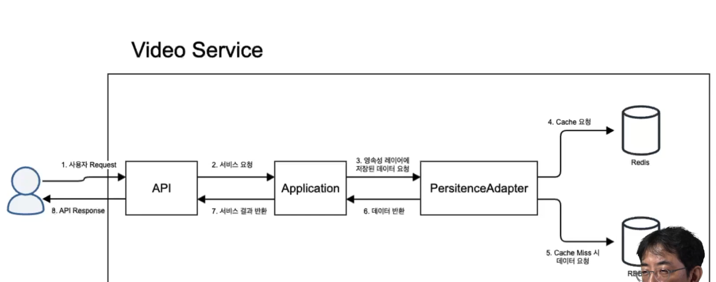 Video Service
1. 사용자 Request
2. 서비스 요청
3. 영속성 레이어에
저장된 데이터 요청
4. Cache 요청
Redis
API
Application
PersitenceAdapter
8. API Response
7. 서비스 결과 반환
6. 데이터 반환
5. Cache Miss 시
데이터 요청